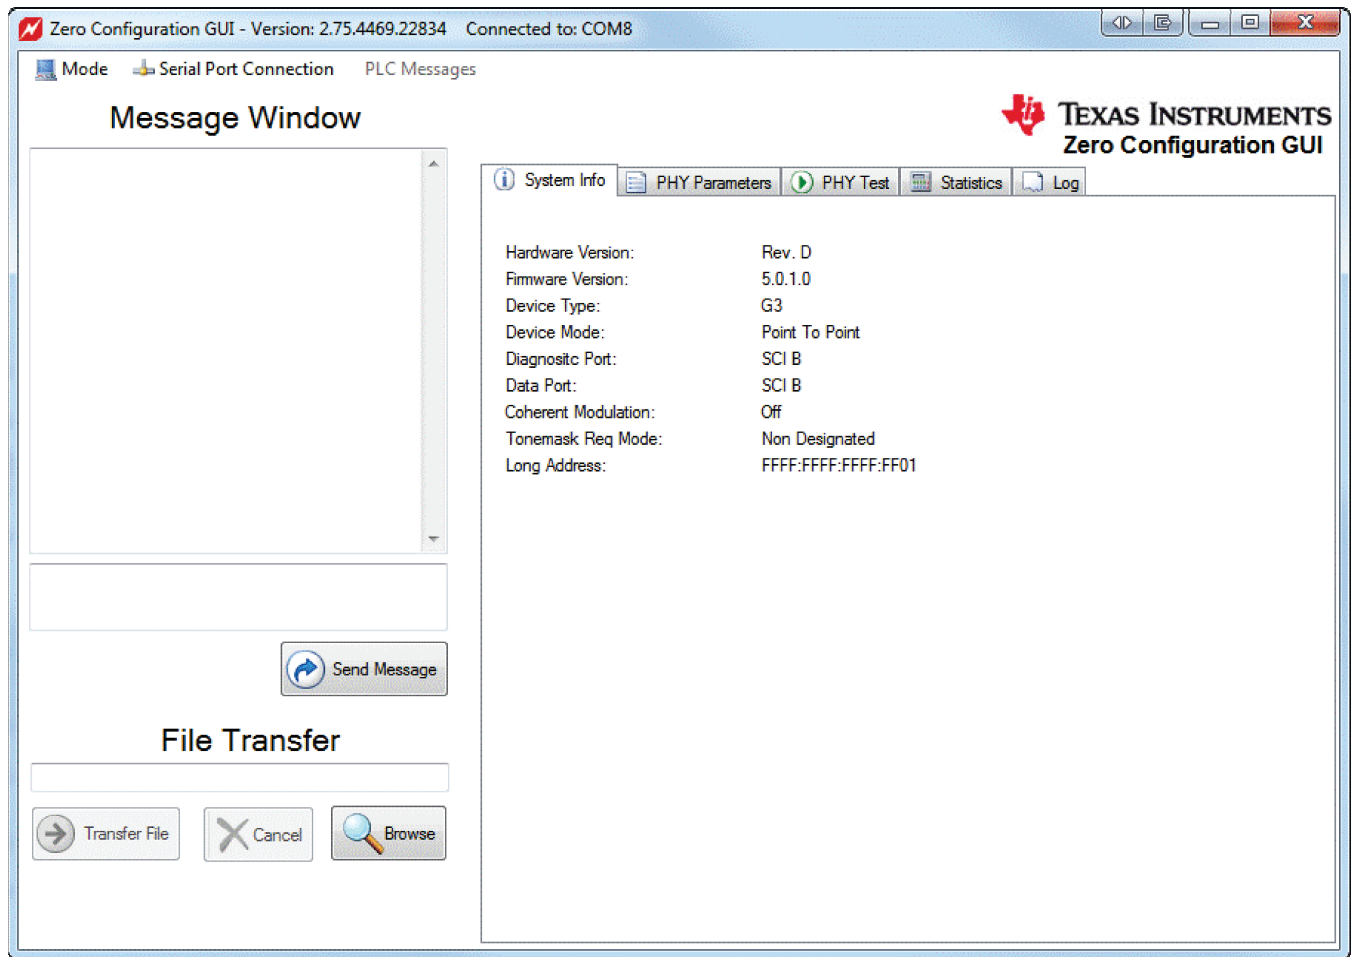 Zero Configuration GUI - Version: 2.75.4469.22834 Connected to: COM8
Mode Serial Port Connection PLC Messages
Message Window
TEXAS INSTRUMENTS
Zero Configuration GUI
System Info PHY Parameters PHY Test Statistics Log
Hardware Version: Rev. D
Firmware Version: 5.0.1.0
Device Type: G3
Device Mode: Point To Point
Diagnositc Port: SCI B
Data Port: SCI B
Coherent Modulation: Off
Tonemask Req Mode: Non Designated
Long Address: FFFF:FFFF:FFFF:FF01
Send Message
File Transfer
Transfer File Cancel Browse